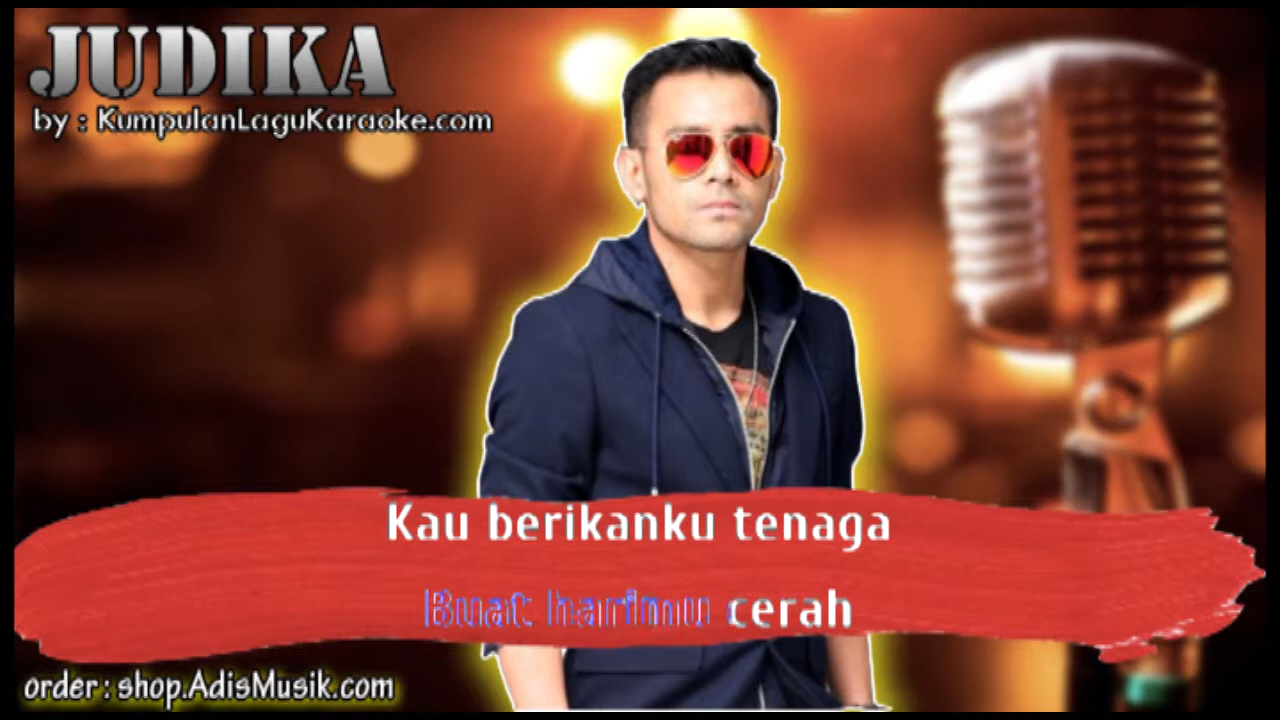 JUDIKA
by : KumpulanLaguKaraoke.com
Kau berikanku tenaga
Buat harimu cerah
order : shop.AdisMusik.com